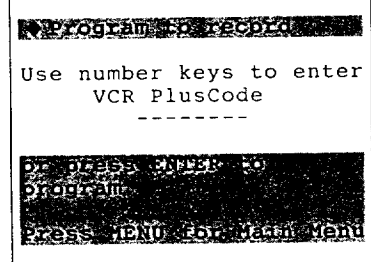 Program to record
Use number keys to enter
VCR PlusCode
--------
Or press ENTER to
program
Press MENU for Main Menu